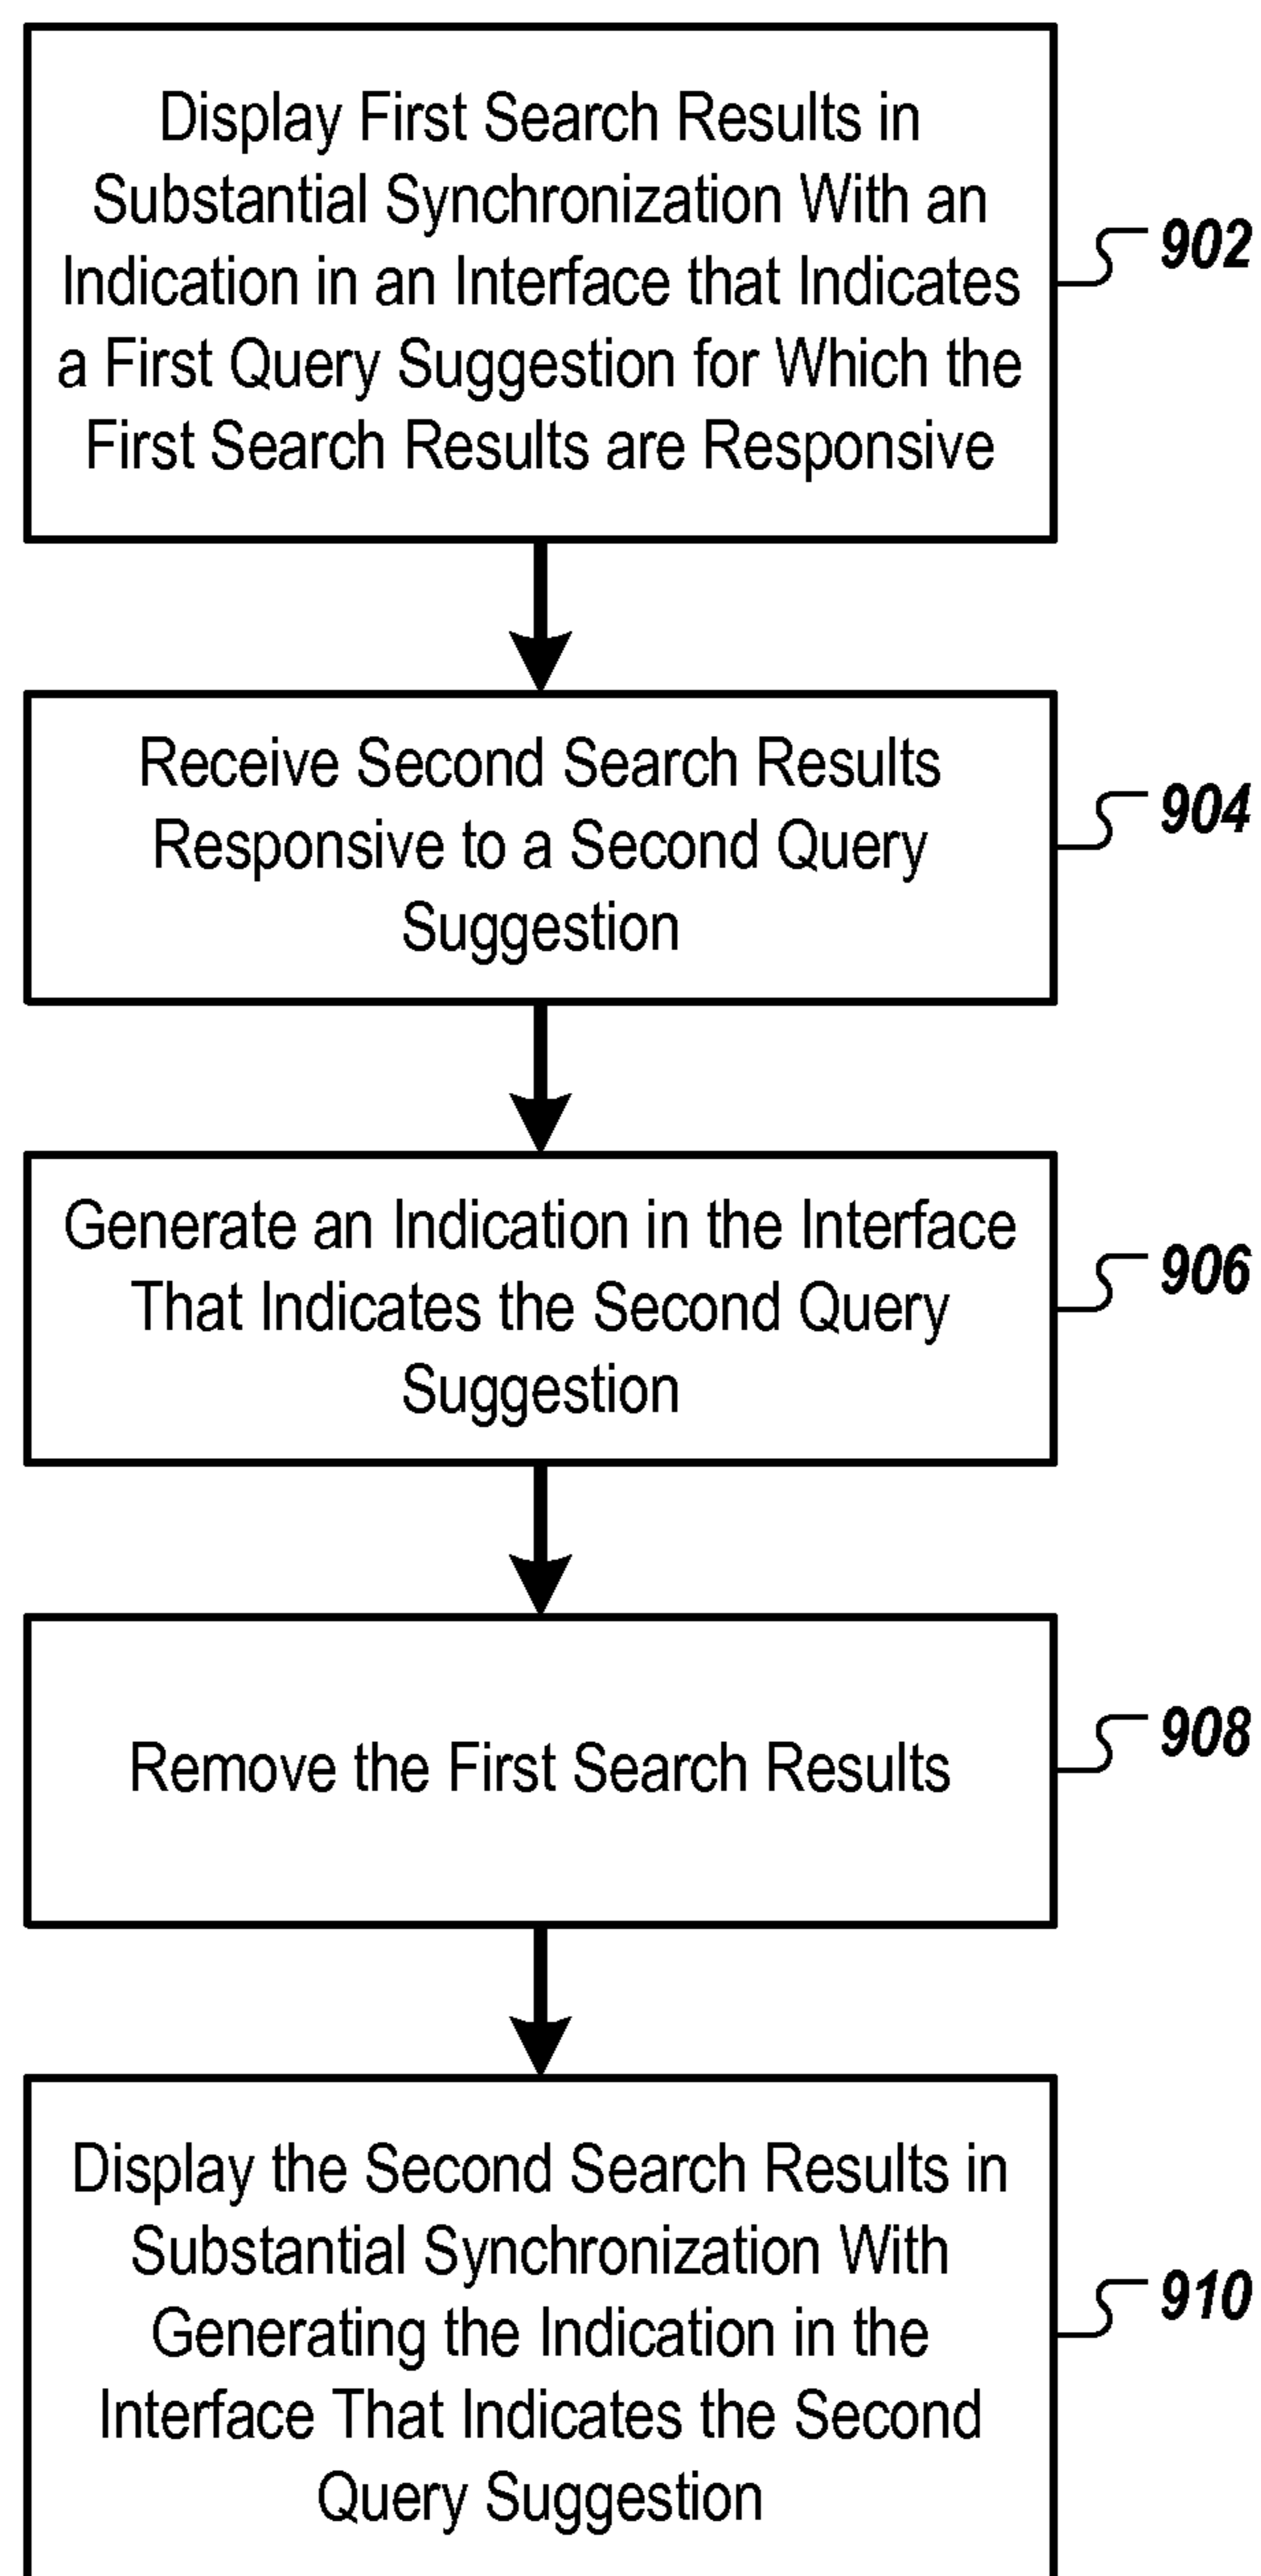 Display First Search Results in
Substantial Synchronization With an
Indication in an Interface that Indicates
a First Query Suggestion for Which the
First Search Results are Responsive
902
Receive Second Search Results
Responsive to a Second Query
Suggestion
904
Generate an Indication in the Interface
That Indicates the Second Query
Suggestion
906
Remove the First Search Results
908
Display the Second Search Results in
Substantial Synchronization With
Generating the Indication in the
Interface That Indicates the Second
Query Suggestion
910